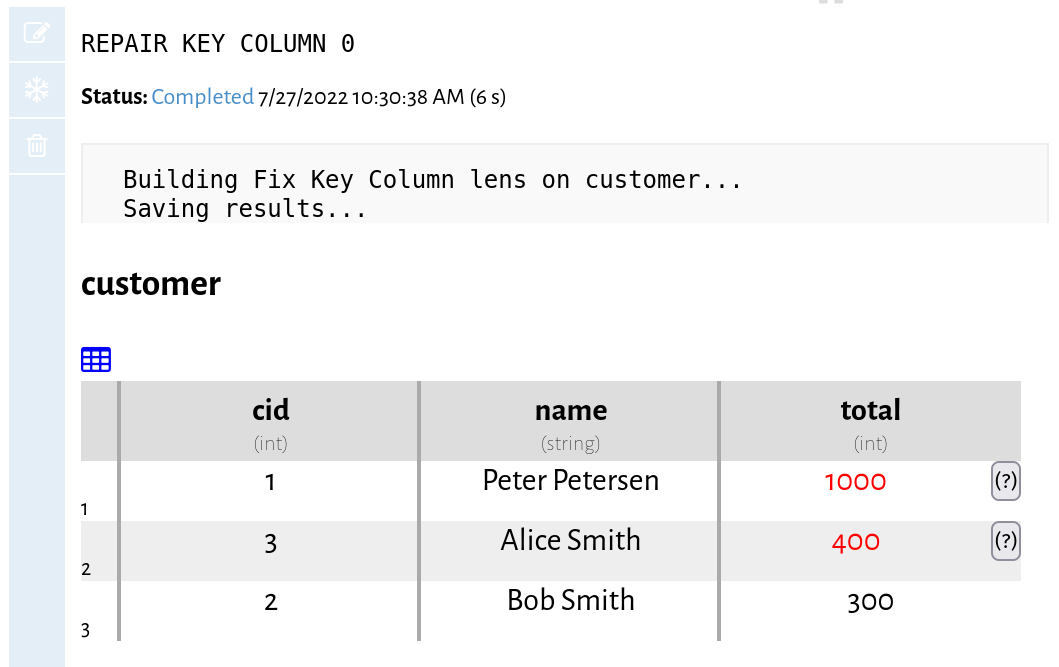 REPAIR KEY COLUMN 0
Status: Completed 7/27/2022 10:30:38 AM (6 s)
Building Fix Key Column lens on customer...
Saving results...
customer
cid name total
(int) (string) (int)
1 1 Peter Petersen 1000 (?)
2 3 Alice Smith 400 (?)
3 2 Bob Smith 300